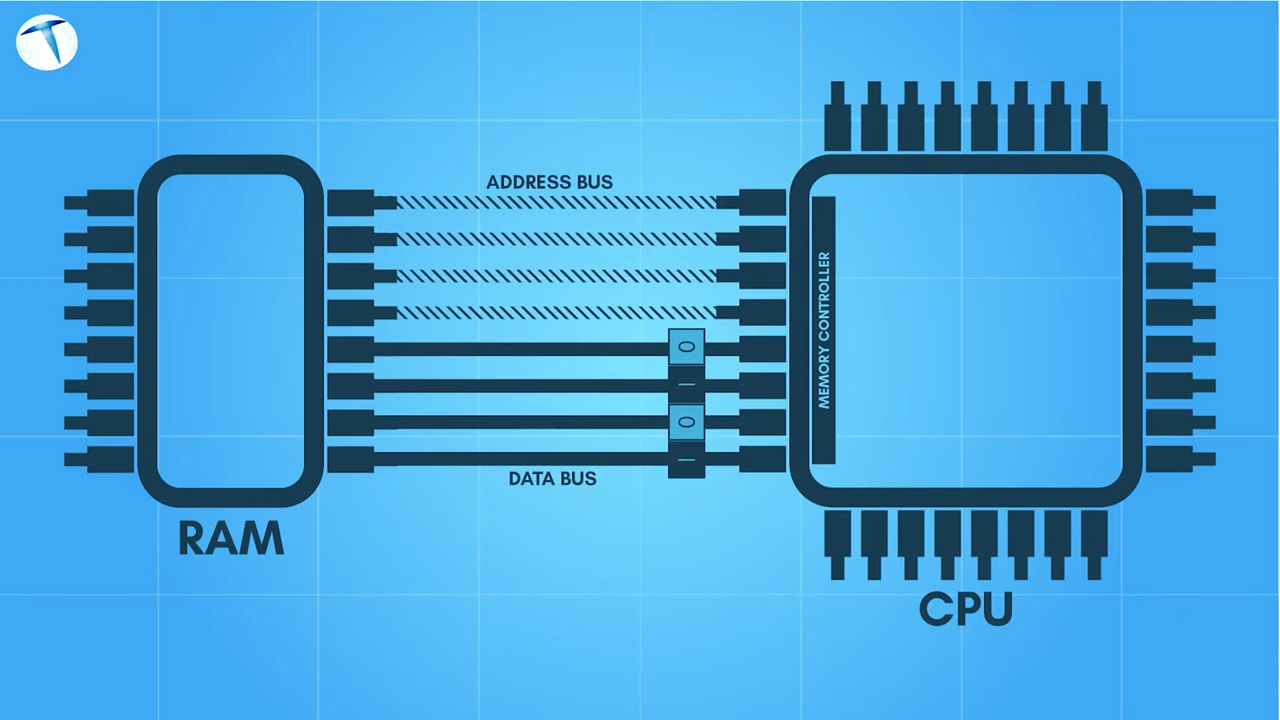 ADDRESS BUS
MEMORY CONTROLLER
0
1
0
1
DATA BUS
RAM
CPU